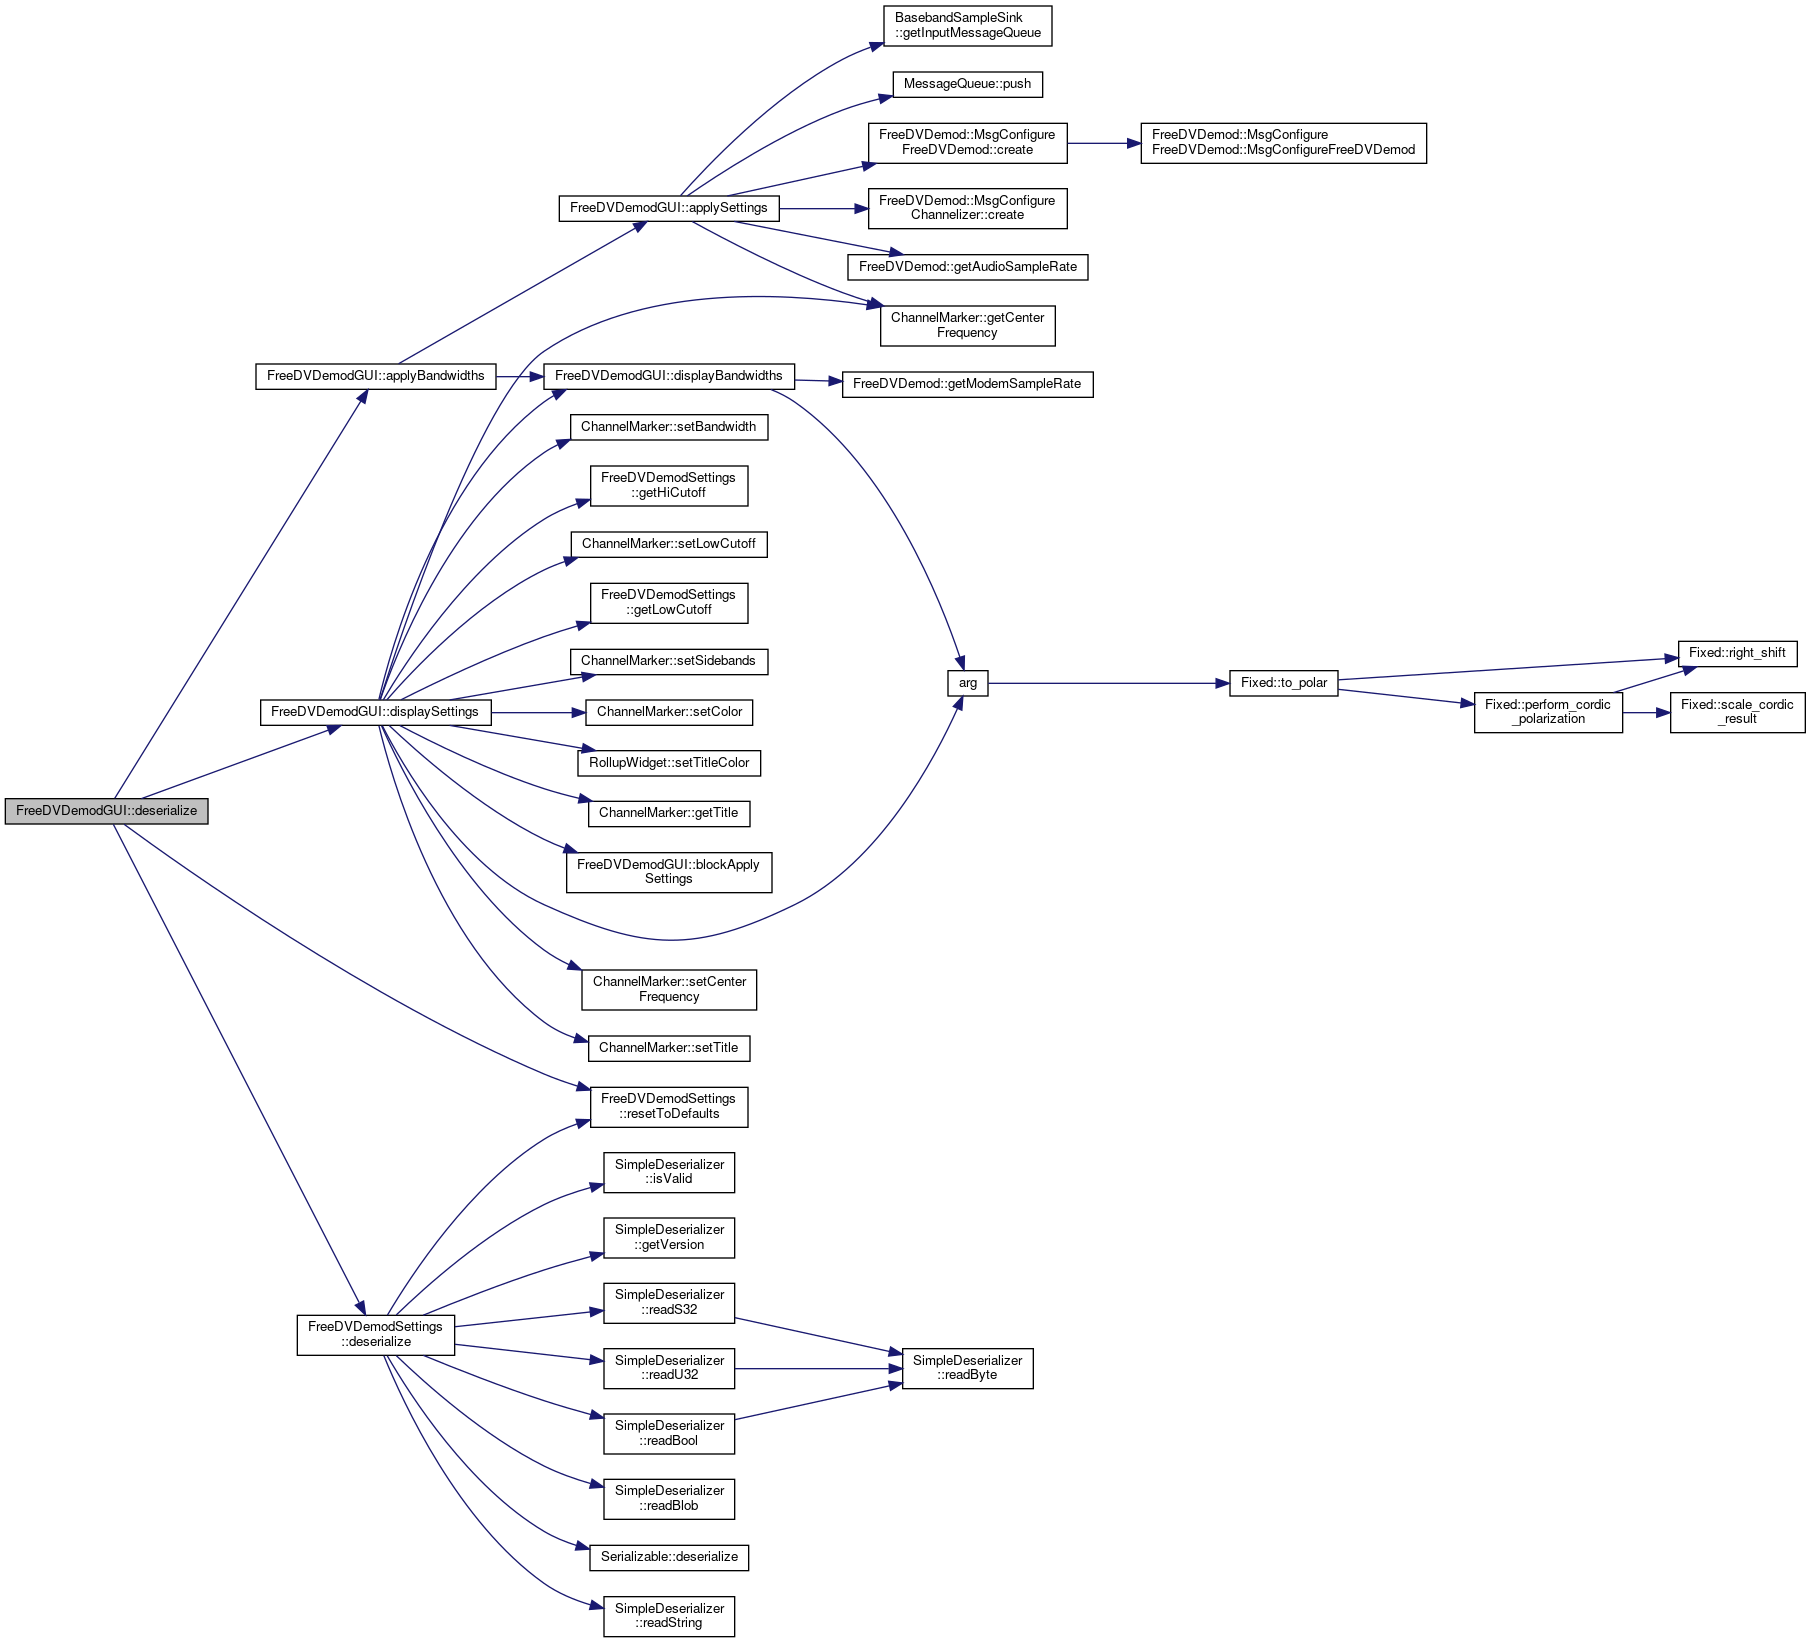 BasebandSampleSink
::getInputMessageQueue
MessageQueue::push
FreeDVDemod::MsgConfigure
FreeDVDemod::create
FreeDVDemod::MsgConfigure
FreeDVDemod::MsgConfigureFreeDVDemod
FreeDVDemodGUI::applySettings
FreeDVDemod::MsgConfigure
Channelizer::create
FreeDVDemod::getAudioSampleRate
ChannelMarker::getCenter
Frequency
FreeDVDemodGUI::applyBandwidths
FreeDVDemodGUI::displayBandwidths
FreeDVDemod::getModemSampleRate
ChannelMarker::setBandwidth
FreeDVDemodSettings
::getHiCutoff
ChannelMarker::setLowCutoff
FreeDVDemodSettings
::getLowCutoff
ChannelMarker::setSidebands
arg
Fixed::to_polar
Fixed::right_shift
Fixed::perform_cordic
_polarization
Fixed::scale_cordic
_result
FreeDVDemodGUI::displaySettings
ChannelMarker::setColor
RollupWidget::setTitleColor
ChannelMarker::getTitle
FreeDVDemodGUI::deserialize
FreeDVDemodGUI::blockApply
Settings
ChannelMarker::setCenter
Frequency
ChannelMarker::setTitle
FreeDVDemodSettings
::resetToDefaults
SimpleDeserializer
::isValid
SimpleDeserializer
::getVersion
SimpleDeserializer
::readS32
FreeDVDemodSettings
::deserialize
SimpleDeserializer
::readU32
SimpleDeserializer
::readByte
SimpleDeserializer
::readBool
SimpleDeserializer
::readBlob
Serializable::deserialize
SimpleDeserializer
::readString